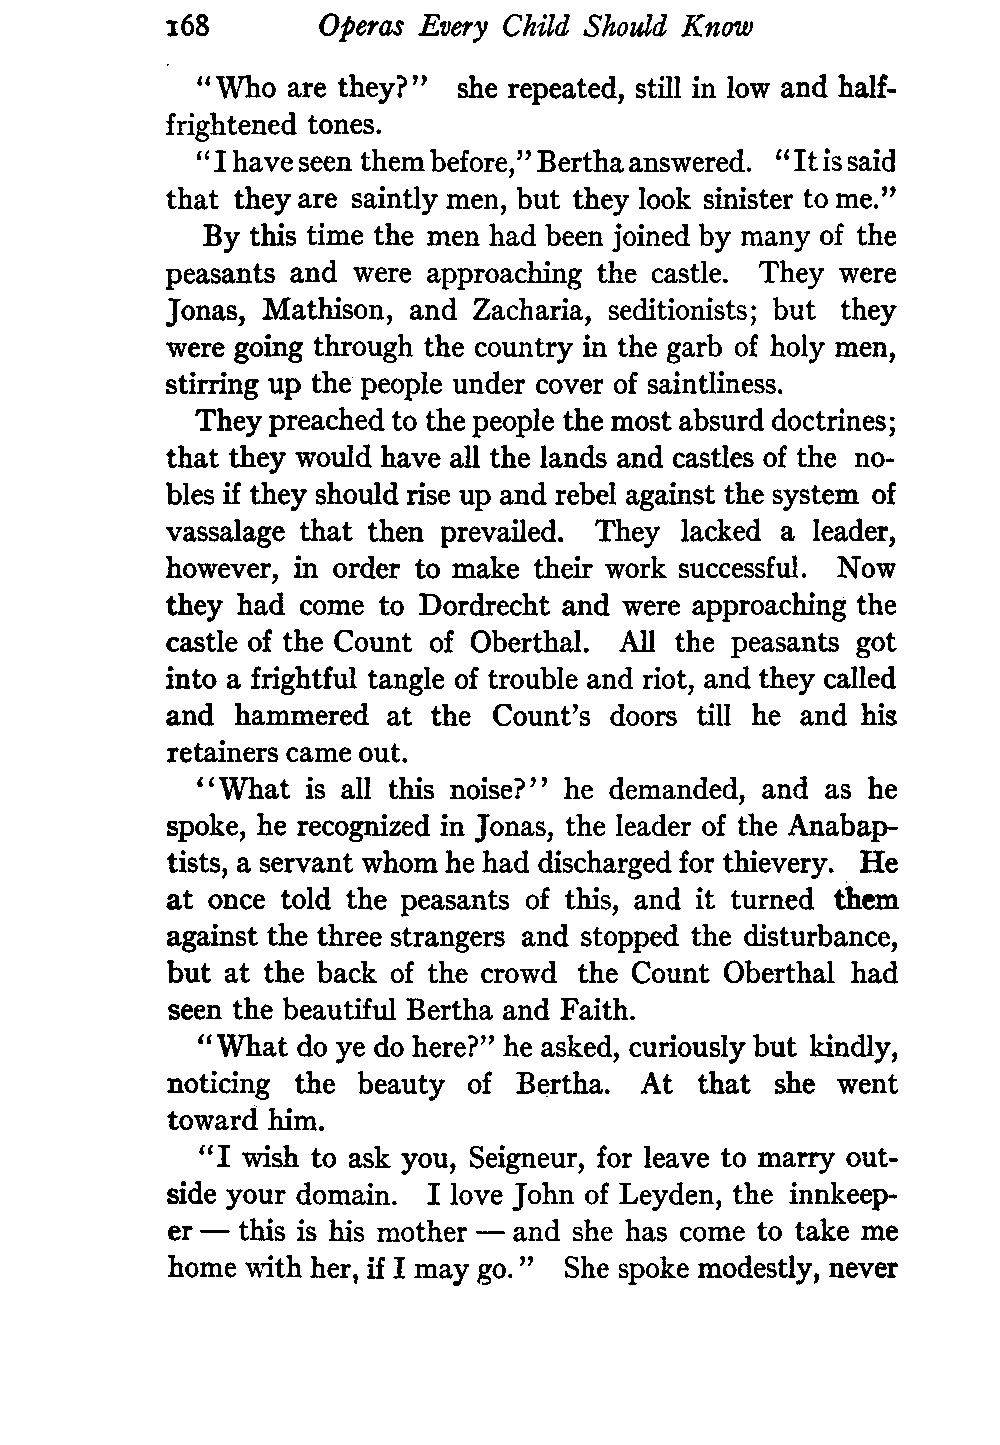 168 Operas Every Child Should Know
"Who are they?" she repeated, still in low and half-
frightened tones.
"I have seen them before," Bertha answered. "It is said
that they are saintly men, but they look sinister to me."
By this time the men had been joined by many of the
peasants and were approaching the castle. They were
Jonas, Mathison, and Zacharia, seditionists; but they
were going through the country in the garb of holy men,
stirring up the people under cover of saintliness.
They preached to the people the most absurd doctrines;
that they would have all the lands and castles of the no-
bles if they should rise up and rebel against the system of
vassalage that then prevailed. They lacked a leader,
however, in order to make their work successful. Now
they had come to Dordrecht and were approaching the
castle of the Count of Oberthal. All the peasants got
into a frightful tangle of trouble and riot, and they called
and hammered at the Count's doors till he and his
retainers came out.
"What is all this noise?" he demanded, and as he
spoke, he recognized in Jonas, the leader of the Anabap-
tists, a servant whom he had discharged for thievery. He
at once told the peasants of this, and it turned them
against the three strangers and stopped the disturbance,
but at the back of the crowd the Count Oberthal had
seen the beautiful Bertha and Faith.
"What do ye do here?" he asked, curiously but kindly,
noticing the beauty of Bertha. At that she went
toward him.
"I wish to ask you, Seigneur, for leave to marry out-
side your domain. I love John of Leyden, the innkeep-
er — this is his mother — and she has come to take me
home with her, if I may go." She spoke modestly, never